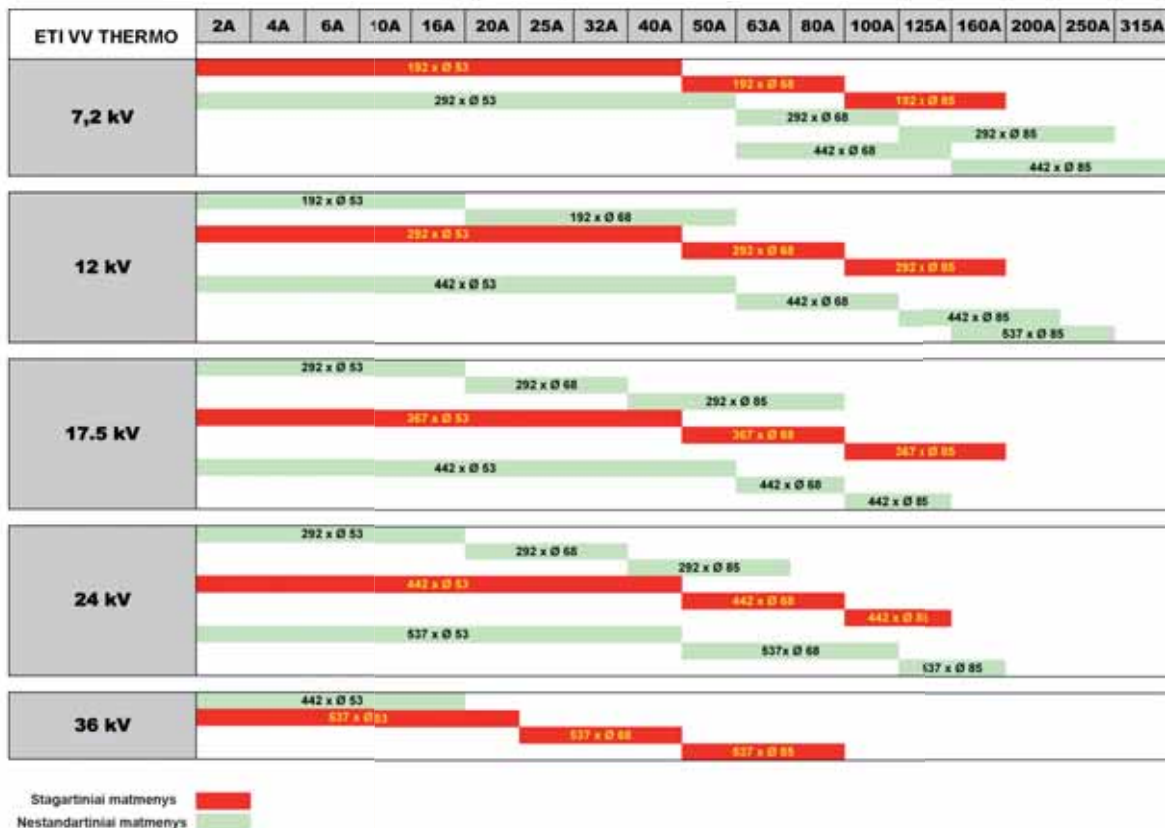 ETI VV THERMO 2A 4A 6A 10A 16A 20A 25A 32A 40A 50A 63A 80A 100A 125A 160A 200A 250A 315A
7,2 kV
192 x Ø 53
192 x Ø 68
292 x Ø 53 192 x Ø 85
292 x Ø 68
292 x Ø 85
442 x Ø 68
442 x Ø 85
12 kV
192 x Ø 53
192 x Ø 68
292 x Ø 53
292 x Ø 68
292 x Ø 85
442 x Ø 53
442 x Ø 68
442 x Ø 85
537 x Ø 85
17.5 kV
292 x Ø 53
292 x Ø 68
292 x Ø 85
367 x Ø 53
367 x Ø 68
367 x Ø 85
442 x Ø 53
442 x Ø 68
442 x Ø 85
24 kV
292 x Ø 53
292 x Ø 68
292 x Ø 85
442 x Ø 53
442 x Ø 68
442 x Ø 85
537 x Ø 53
537x Ø 68
537 x Ø 85
36 kV
442 x Ø 53
537 x Ø 53
537 x Ø 68
537 x Ø 85
Stagartiniai matmenys
Nestandartiniai matmenys